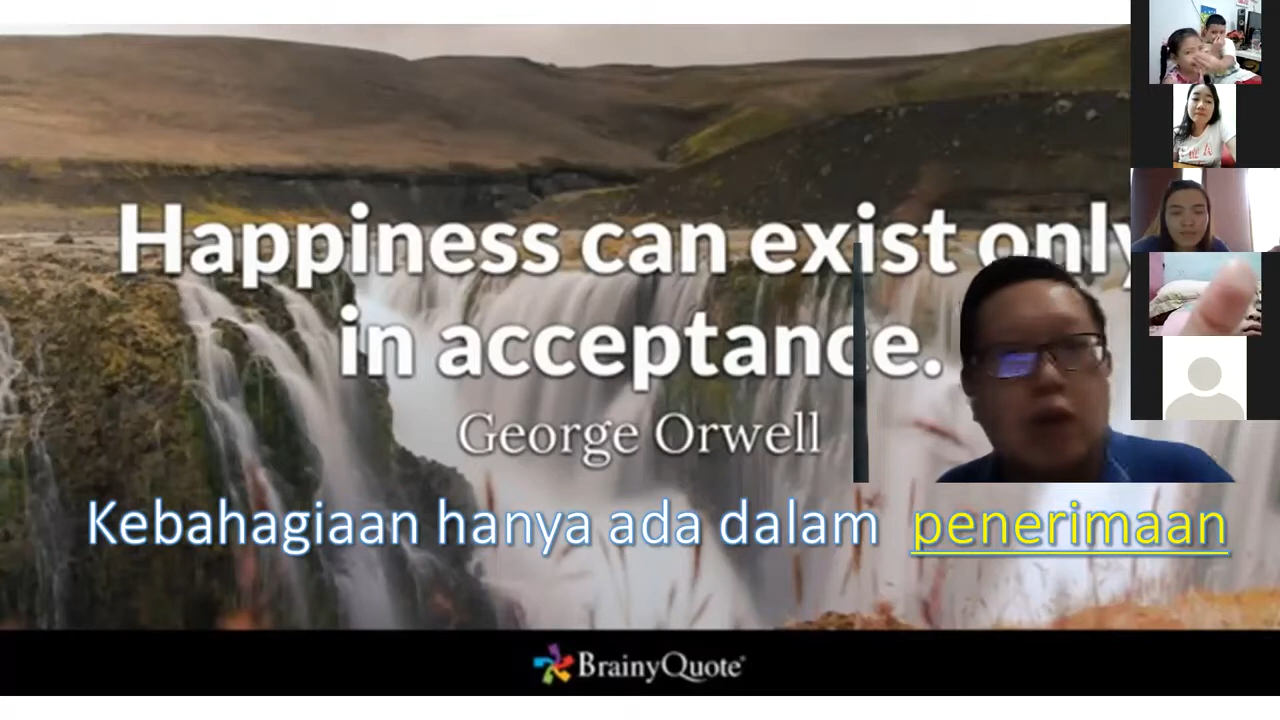 Happiness can exist only
in acceptance.
George Orwell
Kebahagiaan hanya ada dalam penerimaan
BrainyQuote